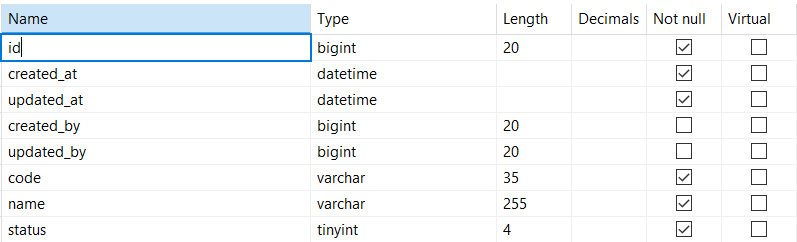 Name Type Length Decimals Not null Virtual
id bigint 20
created_at datetime
updated_at datetime
created_by bigint 20
updated_by bigint 20
code varchar 35
name varchar 255
status tinyint 4